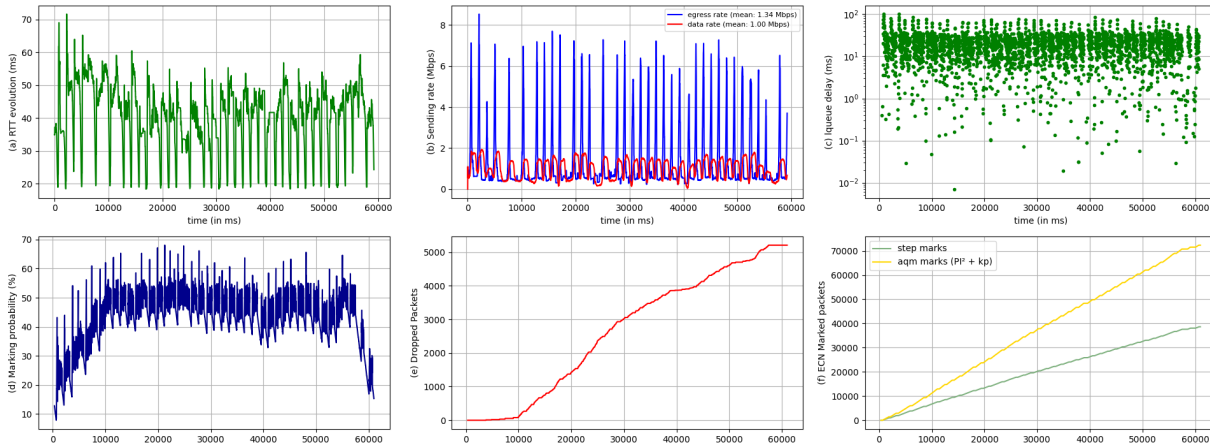 (a) RTT evolution (ms)
70
60
50
40
30
20
0 10000 20000 30000 40000 50000 60000
time (in ms)
(b) Sending rate (Mbps)
8
6
4
2
0
egress rate (mean: 1.34 Mbps)
data rate (mean: 1.00 Mbps)
0 10000 20000 30000 40000 50000 60000
time (in ms)
(c) lqueue delay (ms)
10²
10¹
10⁰
10⁻¹
10⁻²
0 10000 20000 30000 40000 50000 60000
time (in ms)
(d) Marking probability (%)
70
60
50
40
30
20
10
0 10000 20000 30000 40000 50000 60000
(e) Dropped Packets
5000
4000
3000
2000
1000
0
0 10000 20000 30000 40000 50000 60000
(f) ECN Marked packets
70000
60000
50000
40000
30000
20000
10000
0
step marks
aqm marks (PI² + kp)
0 10000 20000 30000 40000 50000 60000